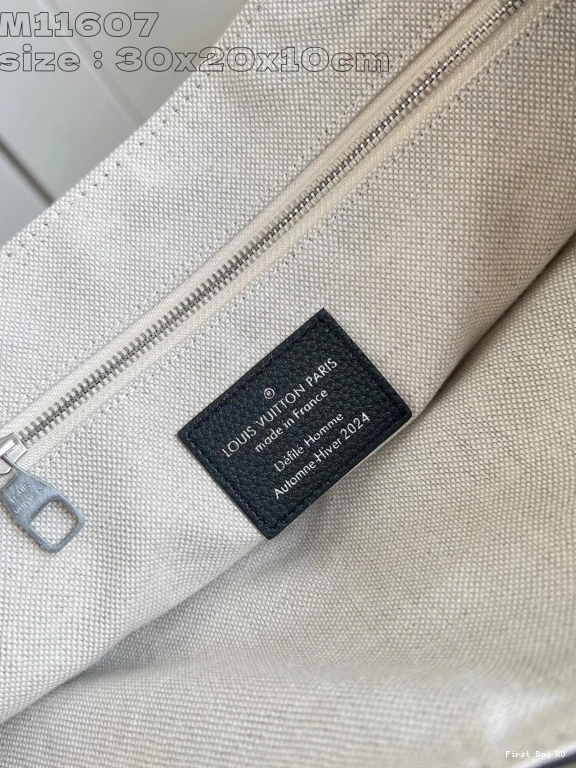 M11607
size : 30x20x10cm
®
LOUIS VUITTON PARIS
made in France
Défilé Homme
Automne-Hiver 2024
First Bag RU